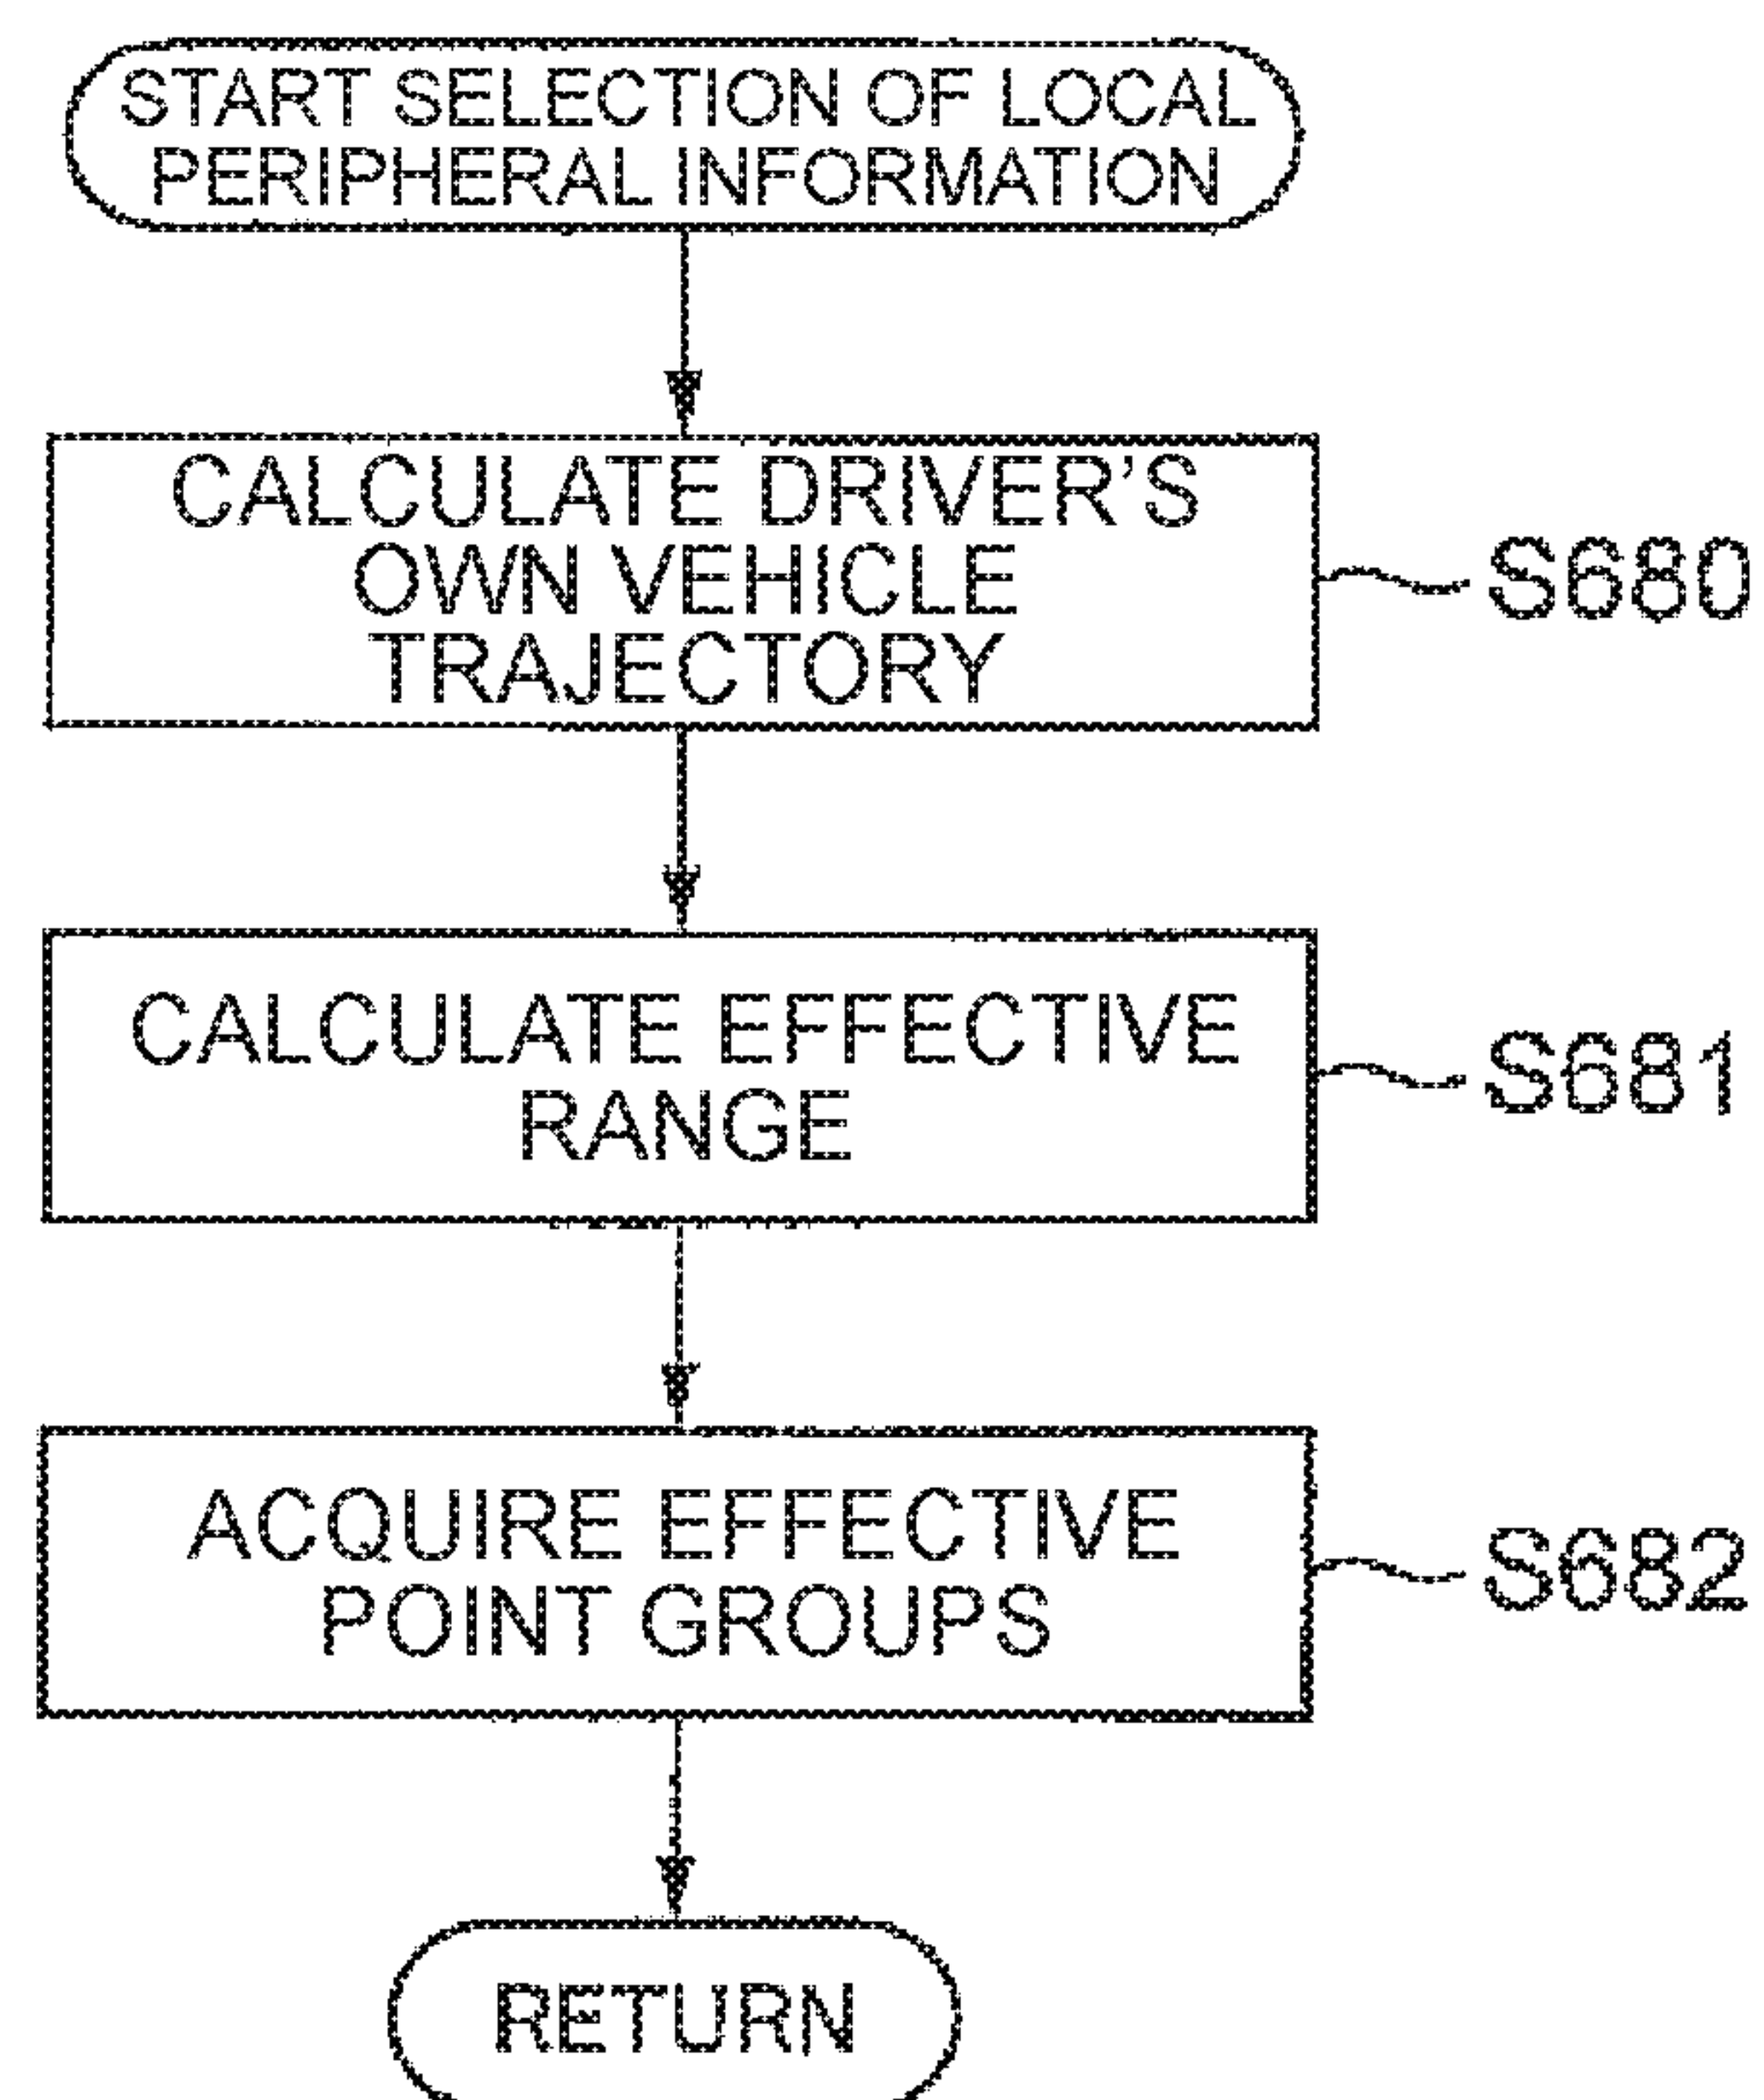 START SELECTION OF LOCAL
PERIPHERAL INFORMATION
CALCULATE DRIVER'S
OWN VEHICLE
TRAJECTORY
S680
CALCULATE EFFECTIVE
RANGE
S681
ACQUIRE EFFECTIVE
POINT GROUPS
S682
RETURN